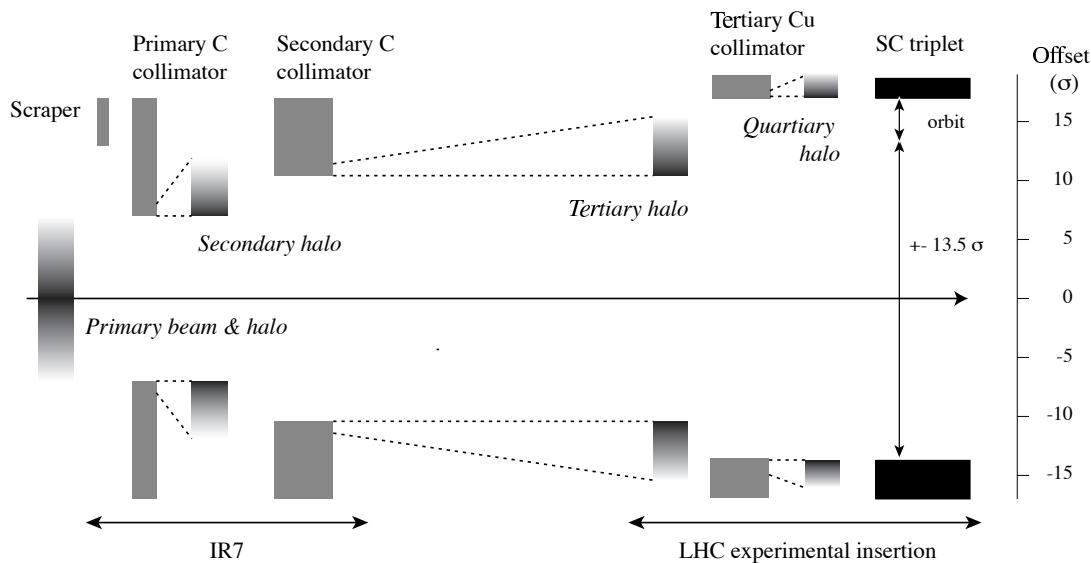 Primary C
collimator
Secondary C
collimator
Tertiary Cu
collimator
SC triplet
Offset
(σ)
Scraper
Quartiary
halo
orbit
15
10
5
0
-5
-10
-15
Tertiary halo
Secondary halo
+- 13.5 σ
Primary beam & halo
IR7
LHC experimental insertion